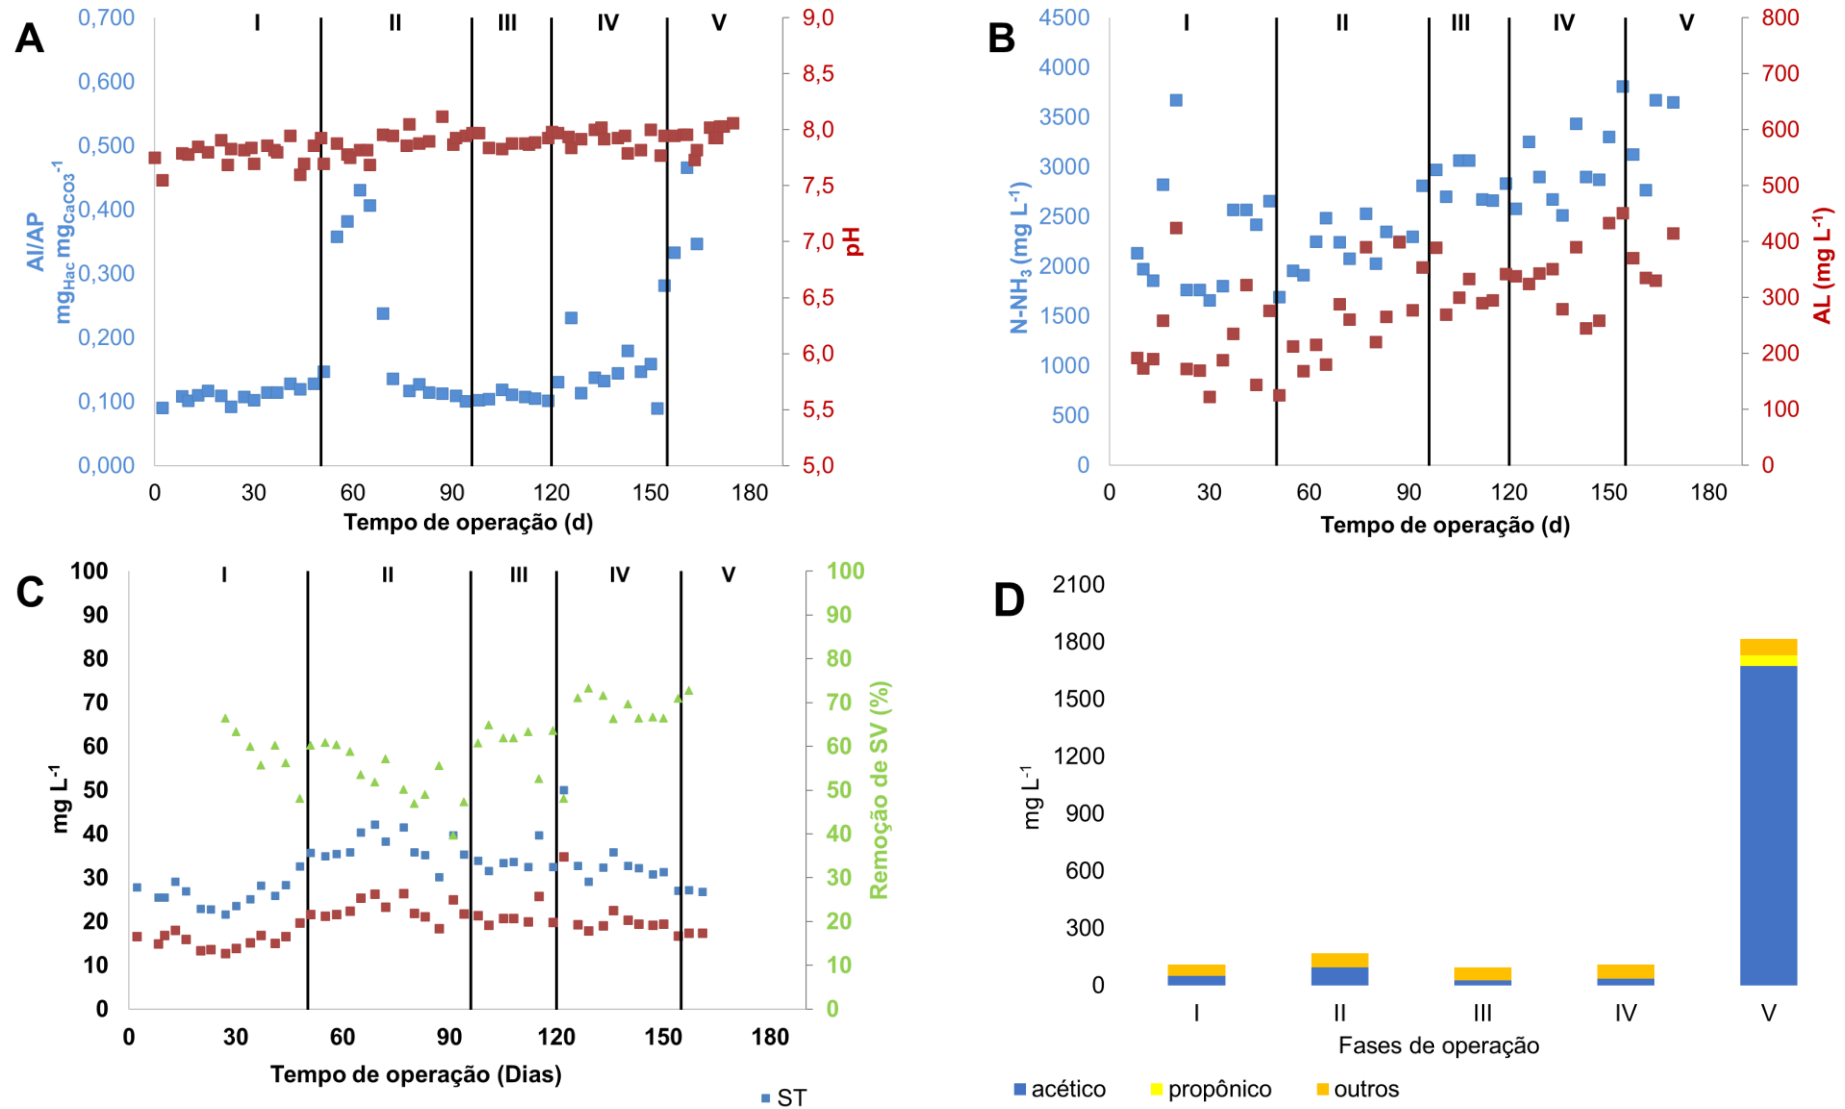 A
I II III IV V
0,700
0,600
0,500
0,400
0,300
0,200
0,100
0,000
AI/AP
mgHac mgCaCO3-1
9,0
8,5
8,0
7,5
7,0
6,5
6,0
5,5
5,0
pH
0 30 60 90 120 150 180
Tempo de operação (d)
B
I II III IV V
4500
4000
3500
3000
2500
2000
1500
1000
500
0
N-NH3 (mg L-1)
800
700
600
500
400
300
200
100
0
AL (mg L-1)
0 30 60 90 120 150 180
Tempo de operação (d)
C
I II III IV V
100
90
80
70
60
50
40
30
20
10
0
mg L-1
100
90
80
70
60
50
40
30
20
10
0
Remoção de SV (%)
0 30 60 90 120 150 180
Tempo de operação (Dias)
ST
D
2100
1800
1500
1200
900
600
300
0
mg L-1
I II III IV V
Fases de operação
acético propônico outros